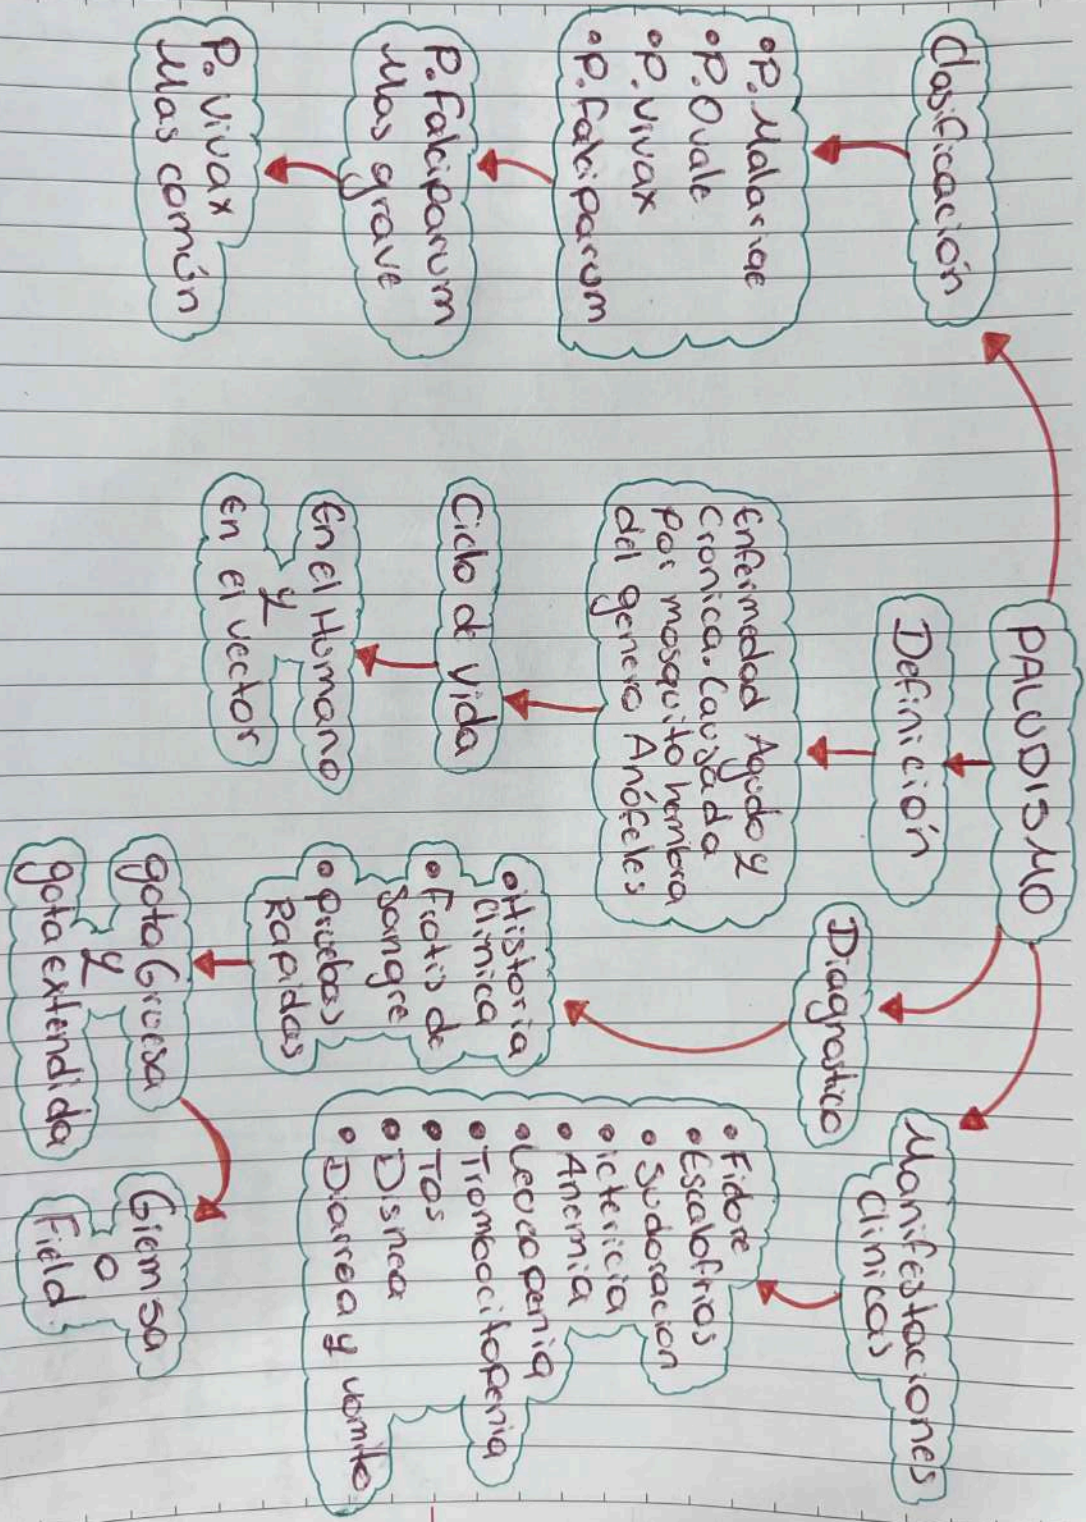 PALUDISMO
Clasificación
•P. Malariae
•P. Ovale
•P. Vivax
•P. Falciparum
P. Falciparum
Mas grave
P. Vivax
Mas común
Definición
Enfermedad Agudo y
Cronica. Causada
por mosquito hembra
del genero Anófeles
Ciclo de vida
En el Humano
y
En el vector
Diagnostico
•Historia
clinica
•Frotis de
sangre
•pruebas
Rapidas
gota Gruesa
y
gota extendida
Giemsa
o
Field
Manifestaciones
Clinicas
•Fidore
•Escalofrios
•Sudoracion
•ictericia
•Anemia
•Leucopenia
•Trombocitopenia
•Tos
•Disnea
•Diarrea y vomito